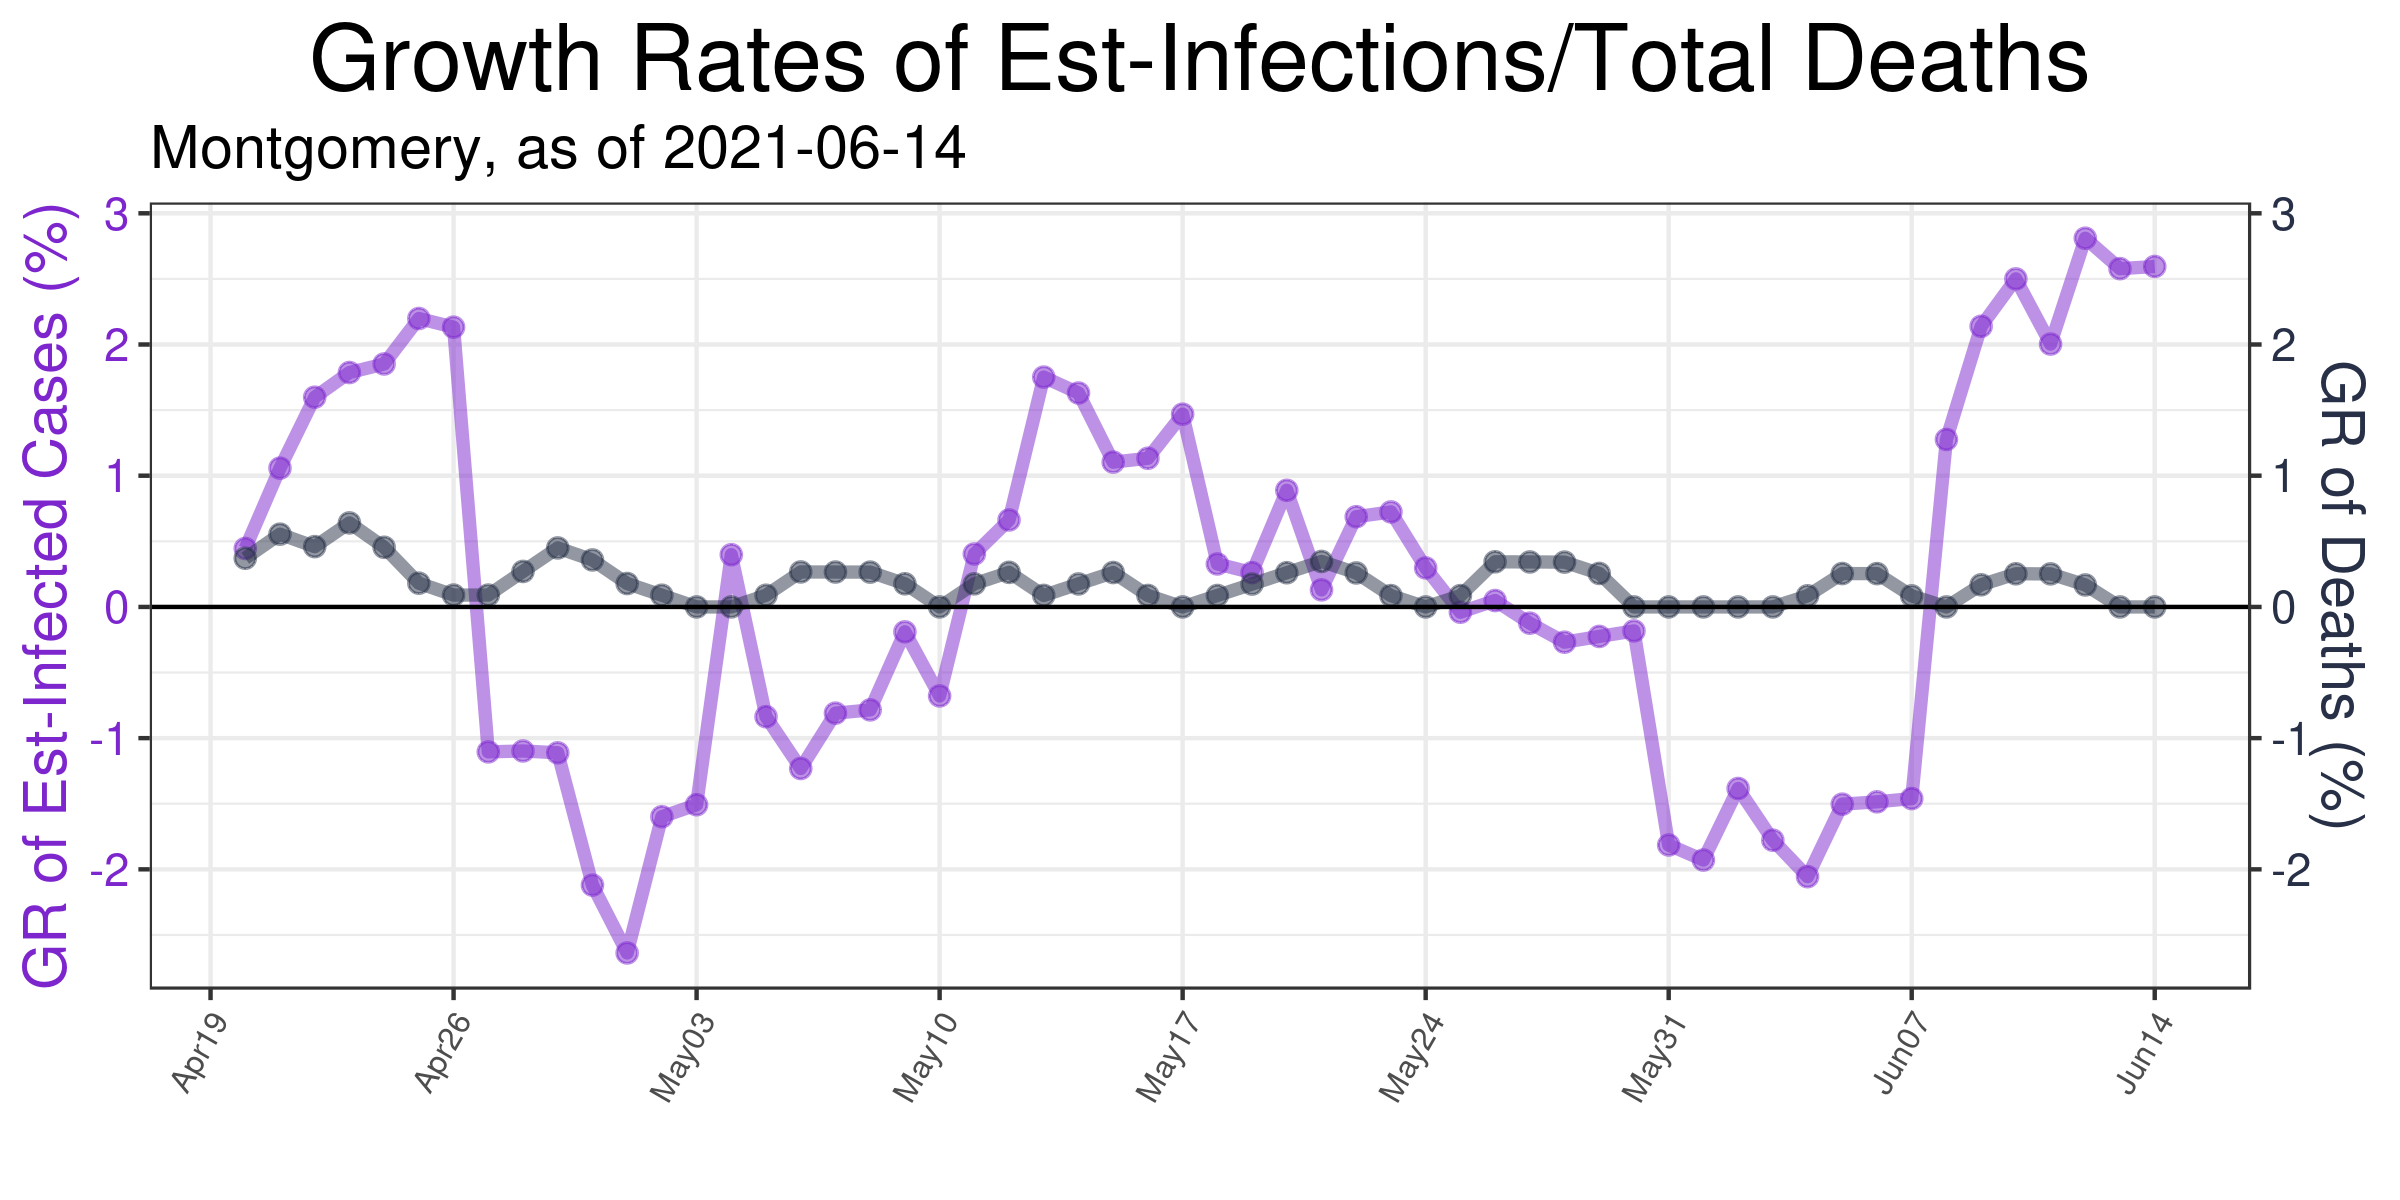 Growth Rates of Est-Infections/Total Deaths
Montgomery, as of 2021-06-14
GR of Est-Infected Cases (%)
3
2
1
0
-1
-2
3
2
1
0
-1
-2
GR of Deaths (%)
Apr19
Apr26
May03
May10
May17
May24
May31
Jun07
Jun14